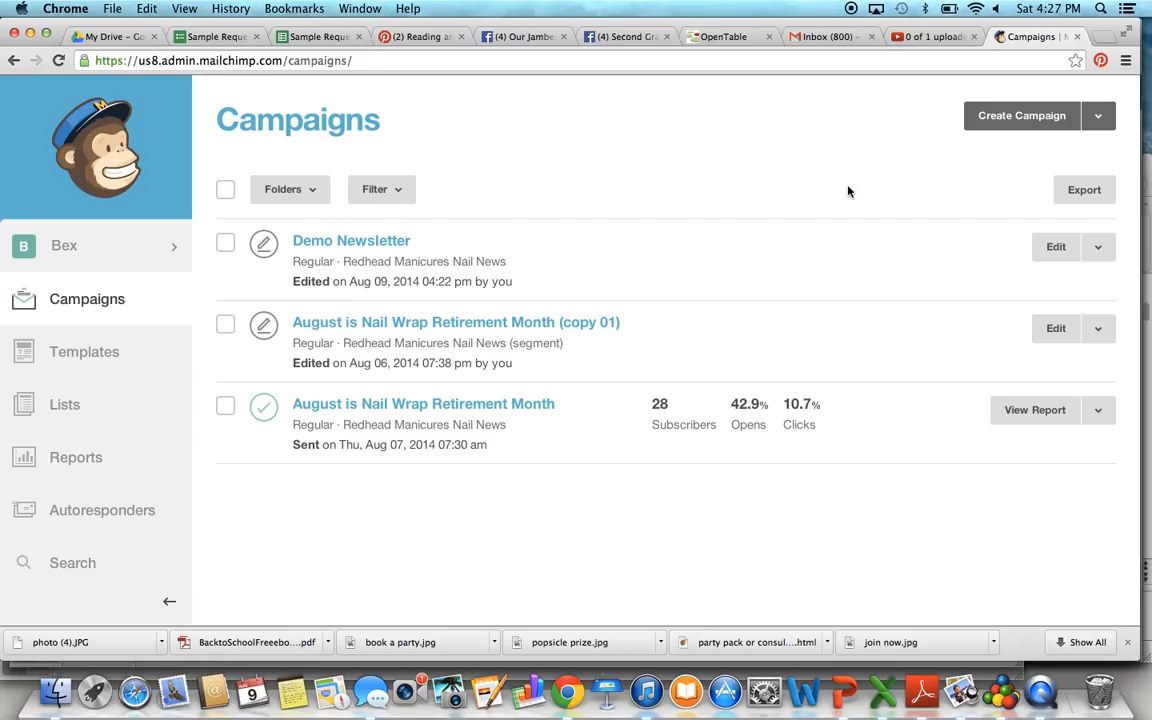 Chrome File Edit View History Bookmarks Window Help Sat 4:27 PM
My Drive – Go Sample Reque Sample Reque (2) Reading a (4) Our Jambe (4) Second Gra OpenTable Inbox (800) – 0 of 1 upload Campaigns | M
https://us8.admin.mailchimp.com/campaigns/
Campaigns
Create Campaign
Folders Filter Export
B Bex
Campaigns
Templates
Lists
Reports
Autoresponders
Search
Demo Newsletter
Regular · Redhead Manicures Nail News
Edited on Aug 09, 2014 04:22 pm by you
Edit
August is Nail Wrap Retirement Month (copy 01)
Regular · Redhead Manicures Nail News (segment)
Edited on Aug 06, 2014 07:38 pm by you
Edit
August is Nail Wrap Retirement Month
Regular · Redhead Manicures Nail News
Sent on Thu, Aug 07, 2014 07:30 am
28 42.9% 10.7%
Subscribers Opens Clicks
View Report
photo (4).JPG BacktoSchoolFreeebo....pdf book a party.jpg popsicle prize.jpg party pack or consul....html join now.jpg Show All
9 1